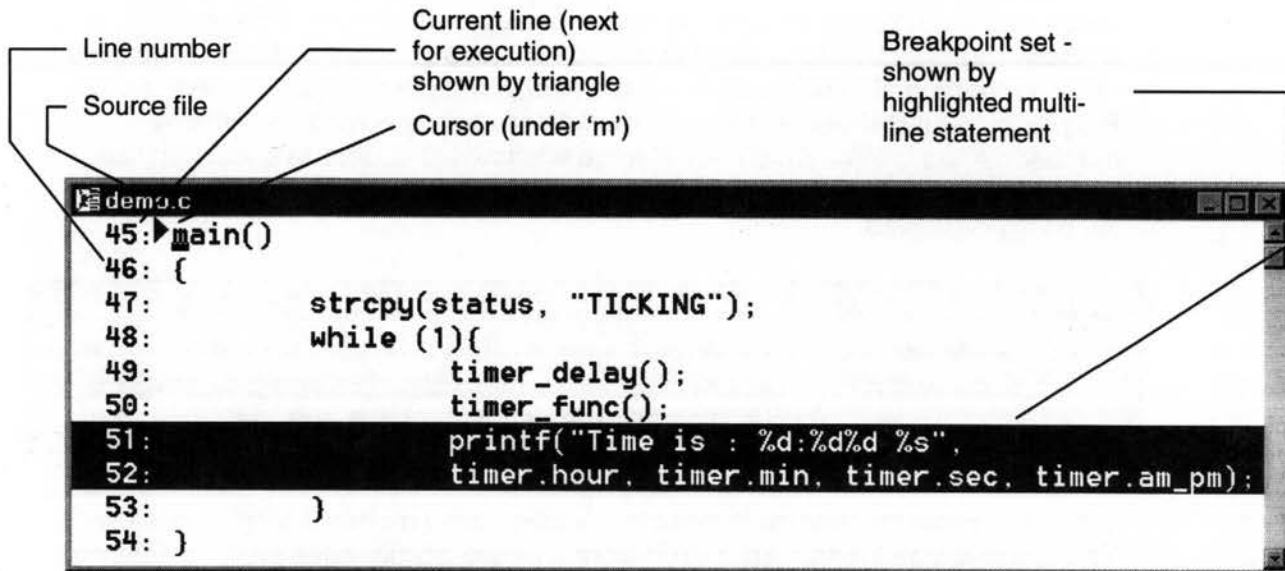 Line number
Source file
Current line (next
for execution)
shown by triangle
Cursor (under 'm')
Breakpoint set -
shown by
highlighted multi-
line statement
demo.c
45: main()
46: {
47: strcpy(status, "TICKING");
48: while (1){
49: timer_delay();
50: timer_func();
51: printf("Time is : %d:%d%d %s",
52: timer.hour, timer.min, timer.sec, timer.am_pm);
53: }
54: }